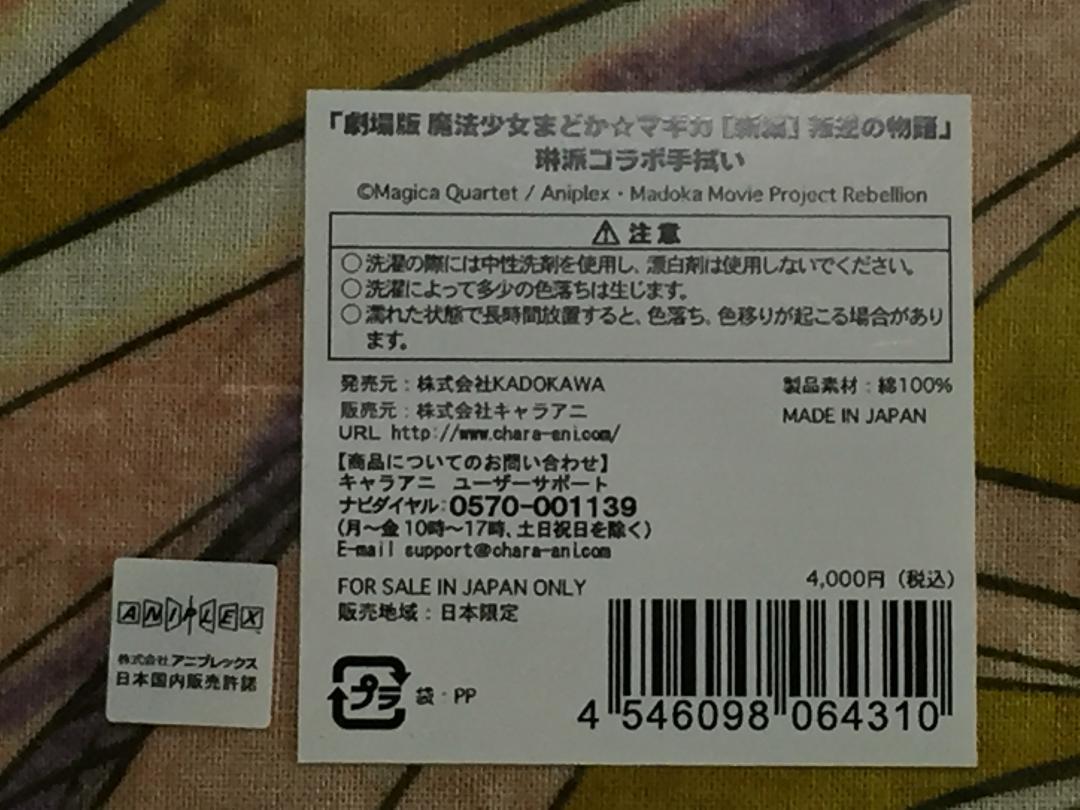 「劇場版 魔法少女まどか☆マギカ [新編] 叛逆の物語」
琳派コラボ手拭い
©Magica Quartet / Aniplex・Madoka Movie Project Rebellion
⚠ 注意
○洗濯の際には中性洗剤を使用し、漂白剤は使用しないでください。
○洗濯によって多少の色落ちは生じます。
○濡れた状態で長時間放置すると、色落ち、色移りが起こる場合があり
ます。
発売元:株式会社KADOKAWA
製品素材:綿100%
販売元:株式会社キャラアニ
MADE IN JAPAN
URL http://www.chara-ani.com/
【商品についてのお問い合わせ】
キャラアニ ユーザーサポート
ナビダイヤル:0570-001139
(月〜金 10時〜17時、土日祝日を除く)
E-mail support@chara-ani.com
FOR SALE IN JAPAN ONLY
4,000円(税込)
販売地域:日本限定
プラ
袋・PP
4 546098 064310
ANIPLEX
株式会社アニプレックス
日本国内販売許諾